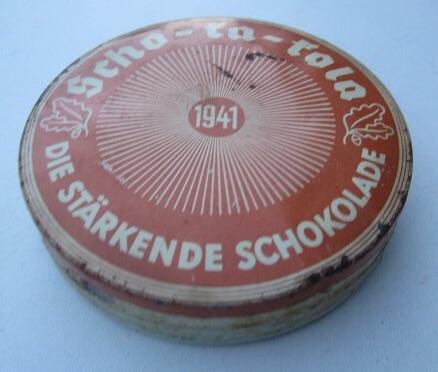 Scho-ka-kola
1941
DIE STÄRKENDE SCHOKOLADE